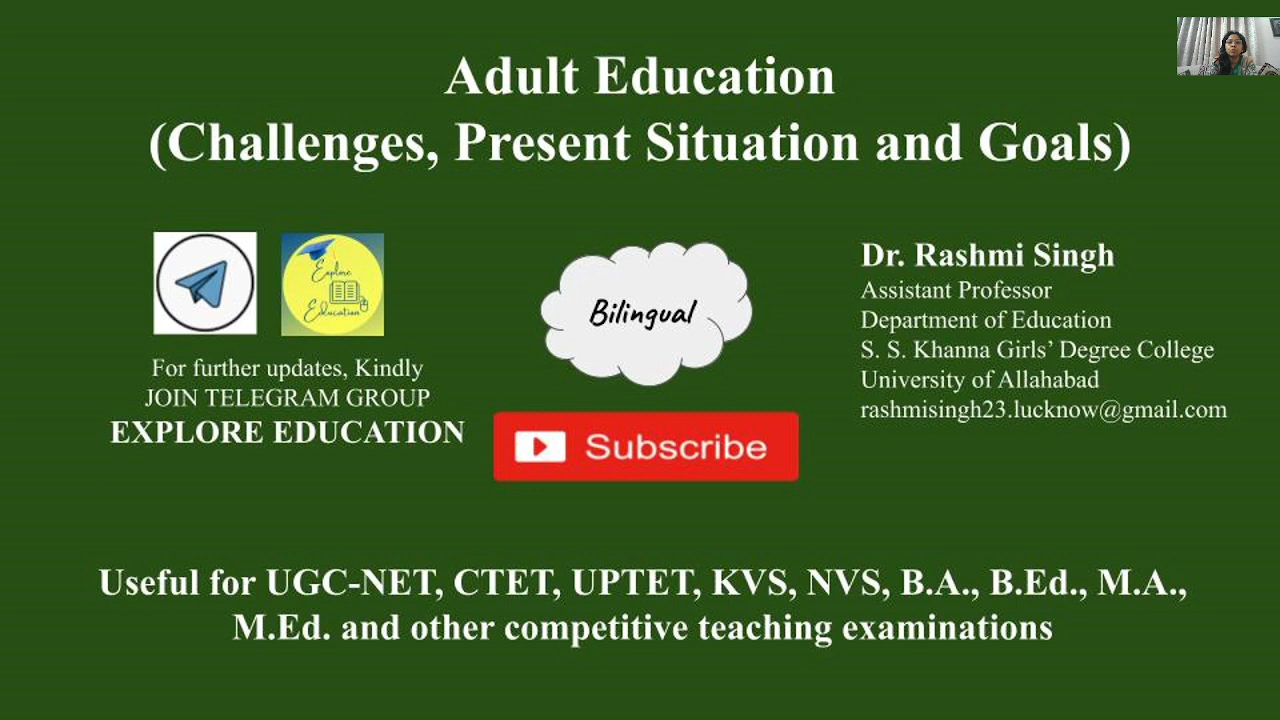 Adult Education
(Challenges, Present Situation and Goals)
Explore
Education
For further updates, Kindly
JOIN TELEGRAM GROUP
EXPLORE EDUCATION
Bilingual
Subscribe
Dr. Rashmi Singh
Assistant Professor
Department of Education
S. S. Khanna Girls’ Degree College
University of Allahabad
rashmisingh23.lucknow@gmail.com
Useful for UGC-NET, CTET, UPTET, KVS, NVS, B.A., B.Ed., M.A.,
M.Ed. and other competitive teaching examinations